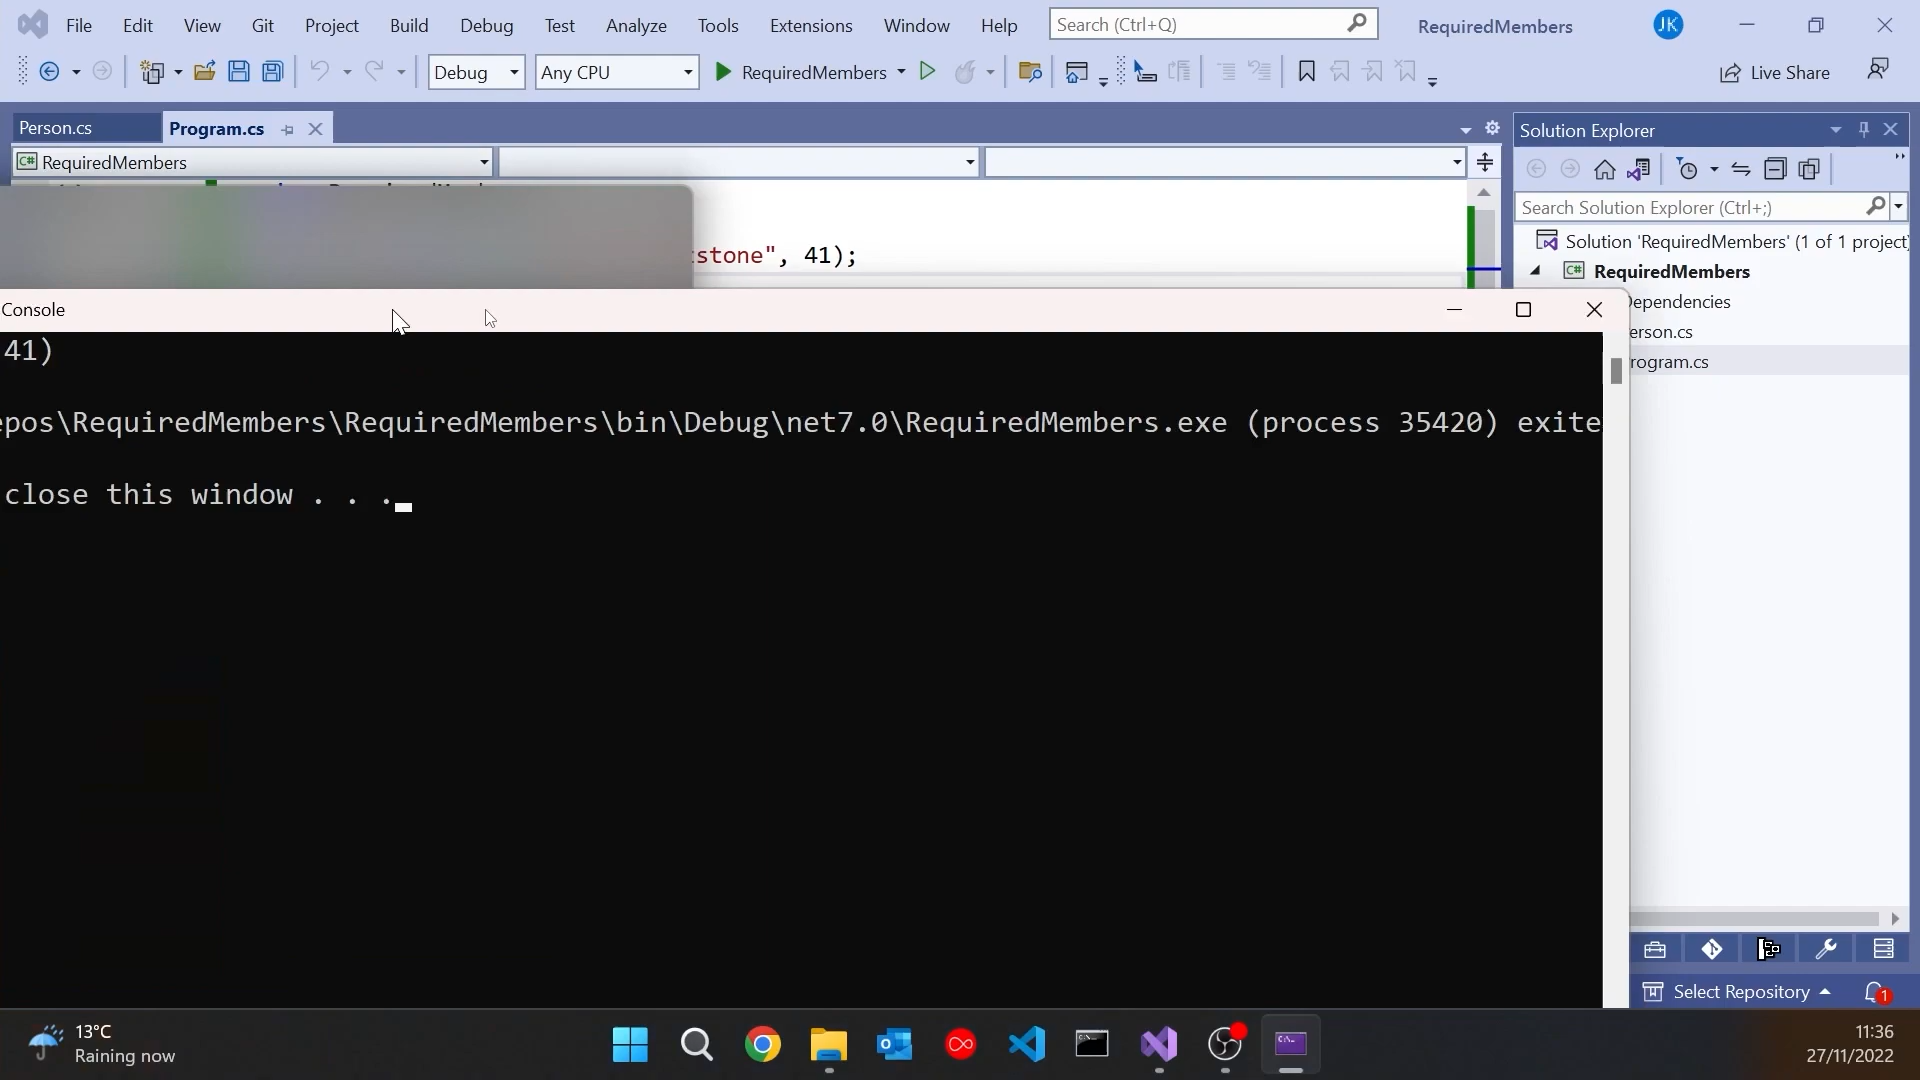 File Edit View Git Project Build Debug Test Analyze Tools Extensions Window Help Search (Ctrl+Q) RequiredMembers JK
Debug Any CPU RequiredMembers Live Share
Person.cs Program.cs Solution Explorer
C# RequiredMembers
Search Solution Explorer (Ctrl+;)
Solution 'RequiredMembers' (1 of 1 project)
stone", 41);
C# RequiredMembers
Dependencies
erson.cs
rogram.cs
Console
41)
epos\RequiredMembers\RequiredMembers\bin\Debug\net7.0\RequiredMembers.exe (process 35420) exite
close this window . . .
Select Repository 1
13°C
Raining now
11:36
27/11/2022